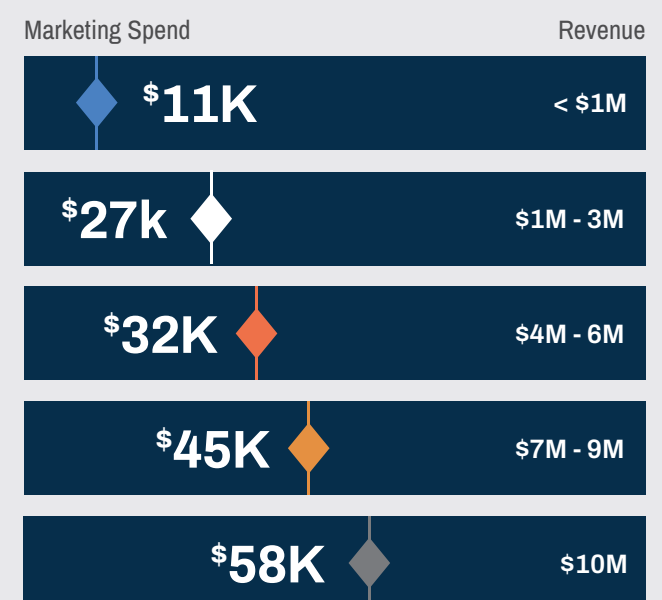 Marketing Spend Revenue
$11K < $1M
$27k $1M - 3M
$32K $4M - 6M
$45K $7M - 9M
$58K $10M